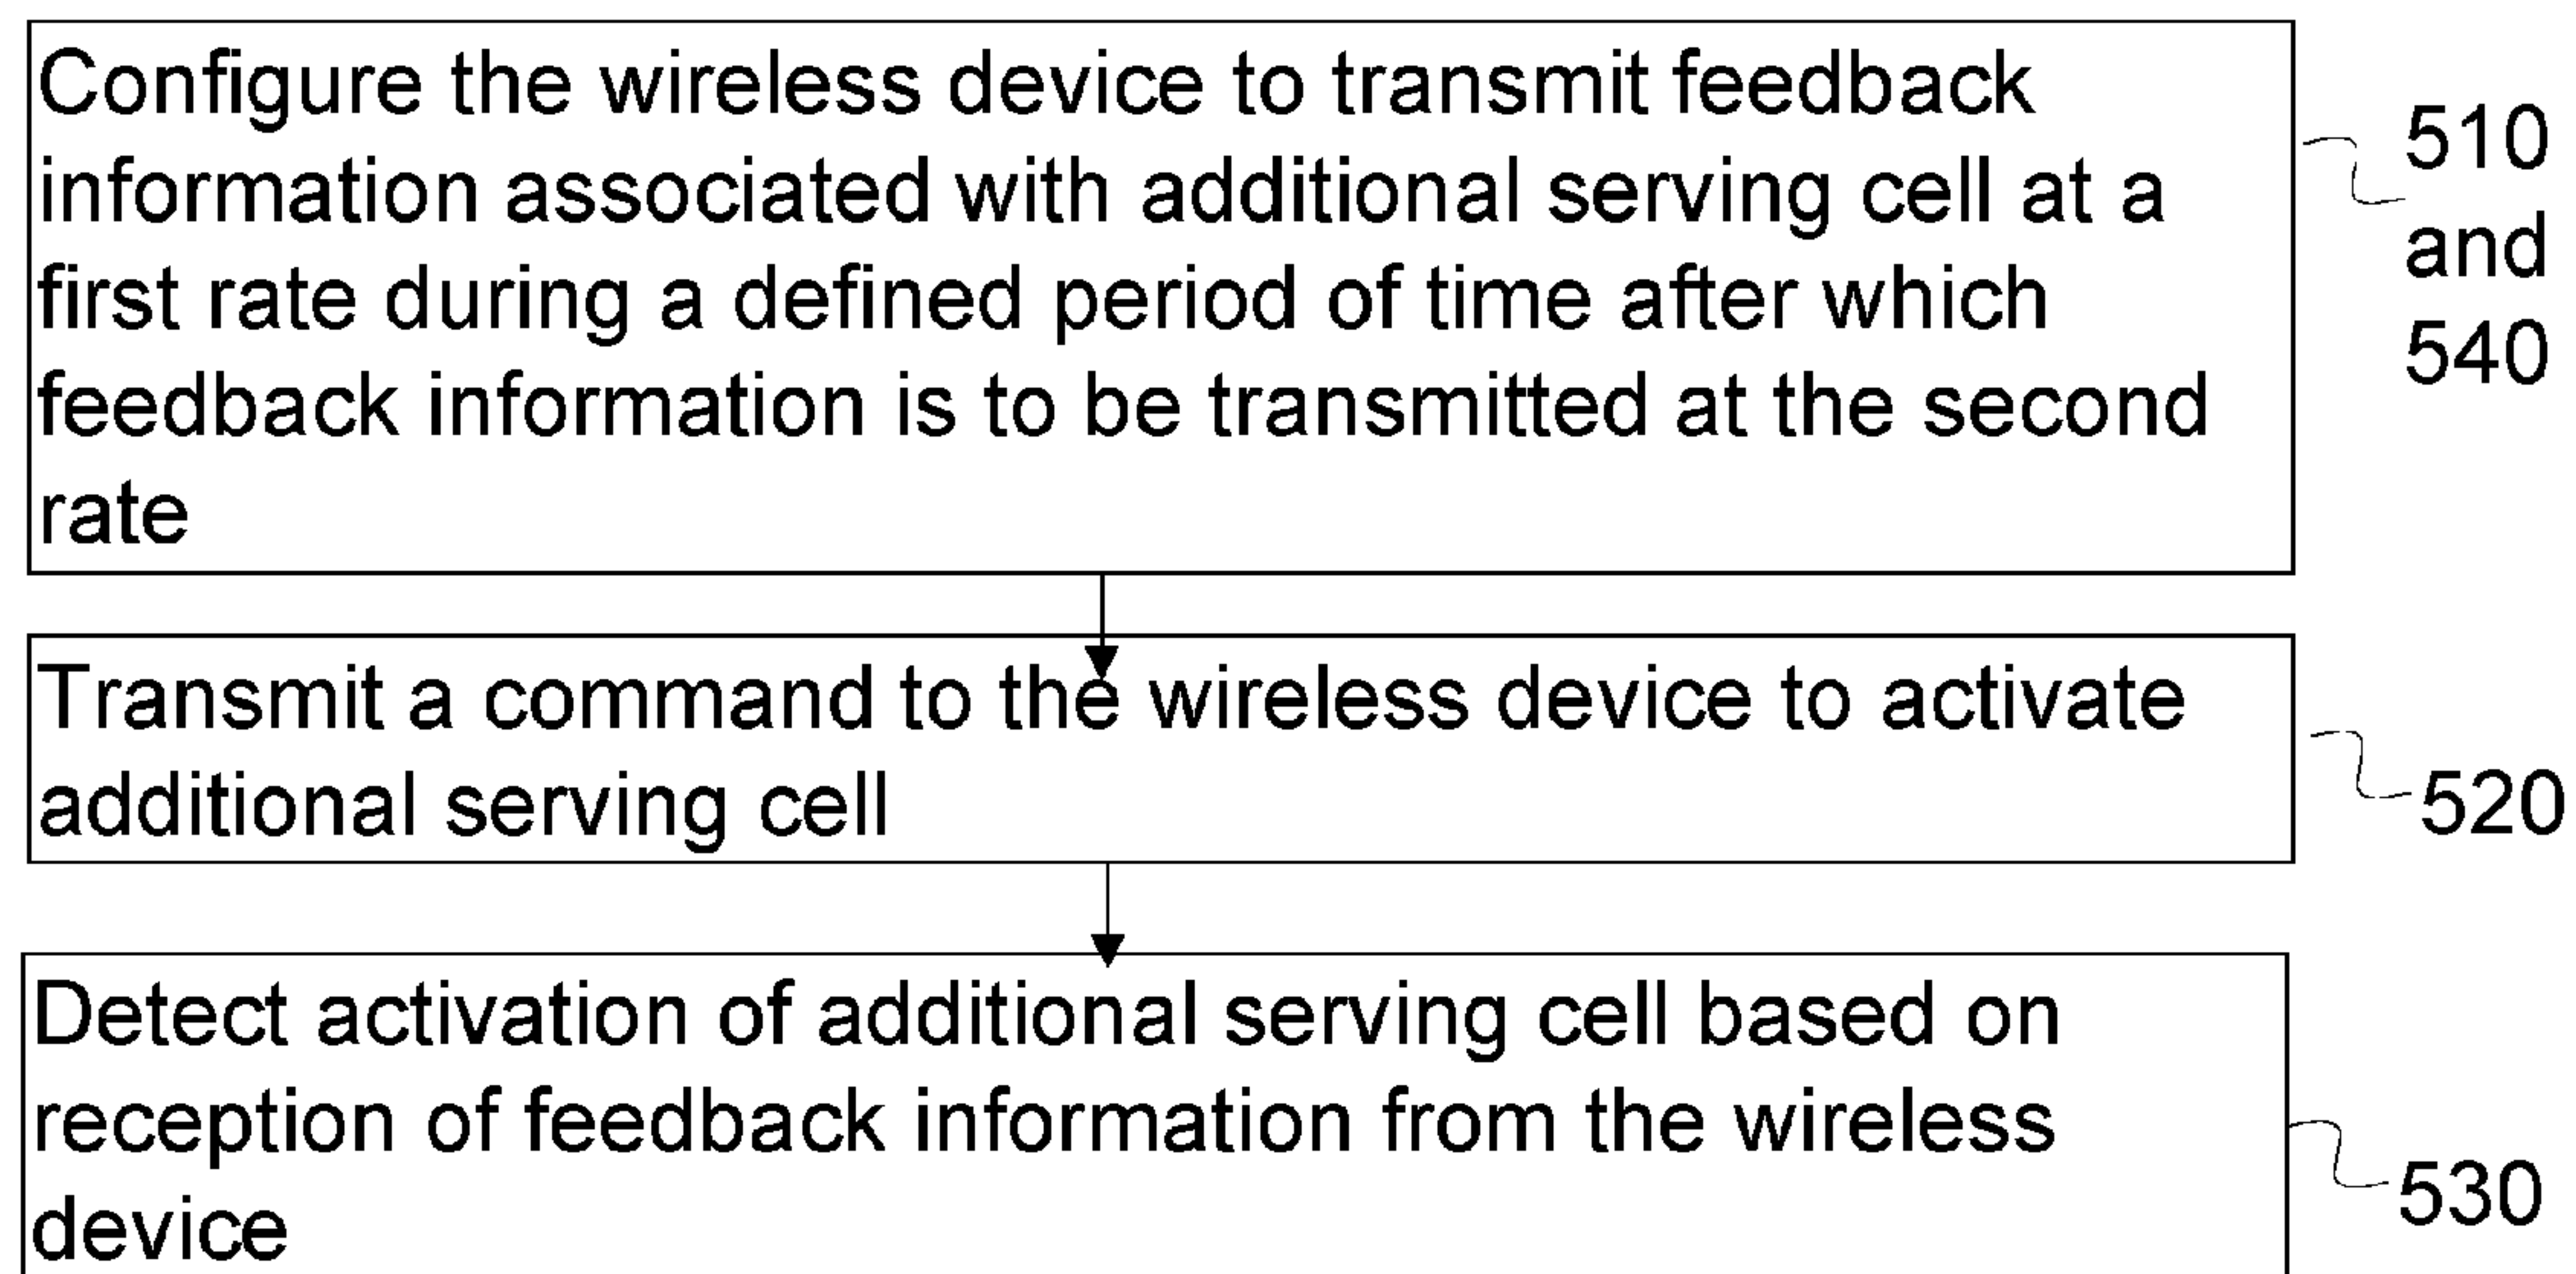 Configure the wireless device to transmit feedback
information associated with additional serving cell at a
first rate during a defined period of time after which
feedback information is to be transmitted at the second
rate
510
and
540
Transmit a command to the wireless device to activate
additional serving cell
520
Detect activation of additional serving cell based on
reception of feedback information from the wireless
device
530